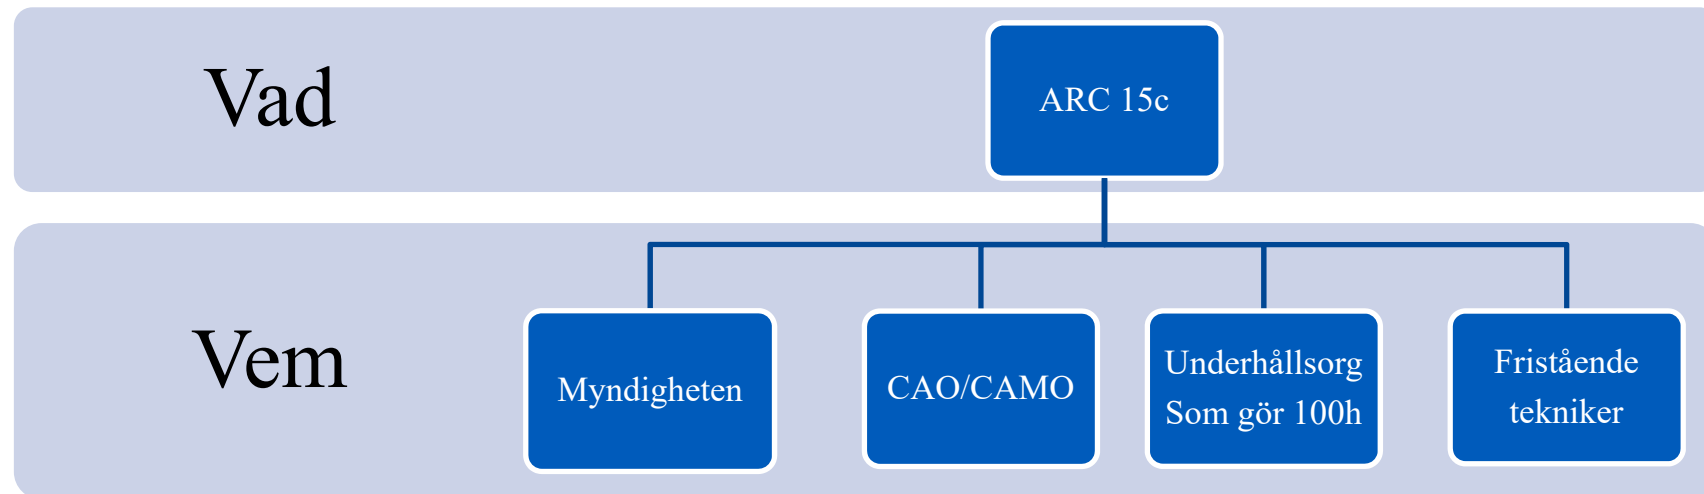 Vad
ARC 15c
Vem
Myndigheten
CAO/CAMO
Underhållsorg
Som gör 100h
Fristående
tekniker